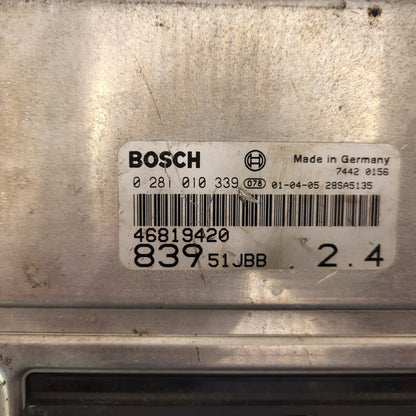 BOSCH Made in Germany
7442 0156
0 281 010 339 078 01-04-05 28SA5135
46819420
839 51JBB 2.4